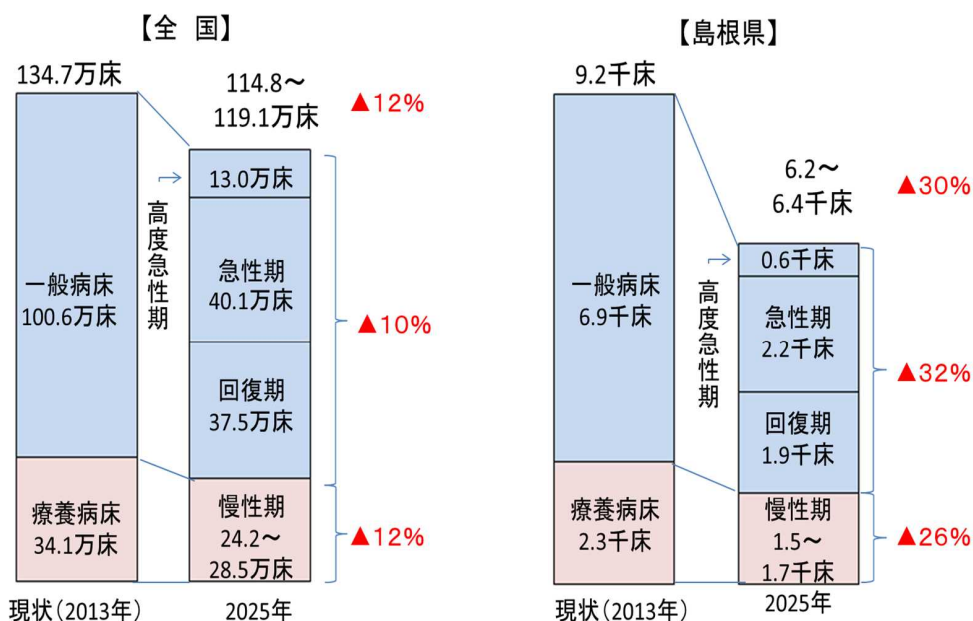 【全 国】
134.7万床
114.8～
119.1万床
▲12%
高度急性期
→
13.0万床
一般病床
100.6万床
急性期
40.1万床
▲10%
回復期
37.5万床
療養病床
34.1万床
慢性期
24.2～
28.5万床
▲12%
現状（2013年）
2025年
【島根県】
9.2千床
6.2～
6.4千床
▲30%
高度急性期
→
0.6千床
一般病床
6.9千床
急性期
2.2千床
▲32%
回復期
1.9千床
療養病床
2.3千床
慢性期
1.5～
1.7千床
▲26%
現状（2013年）
2025年